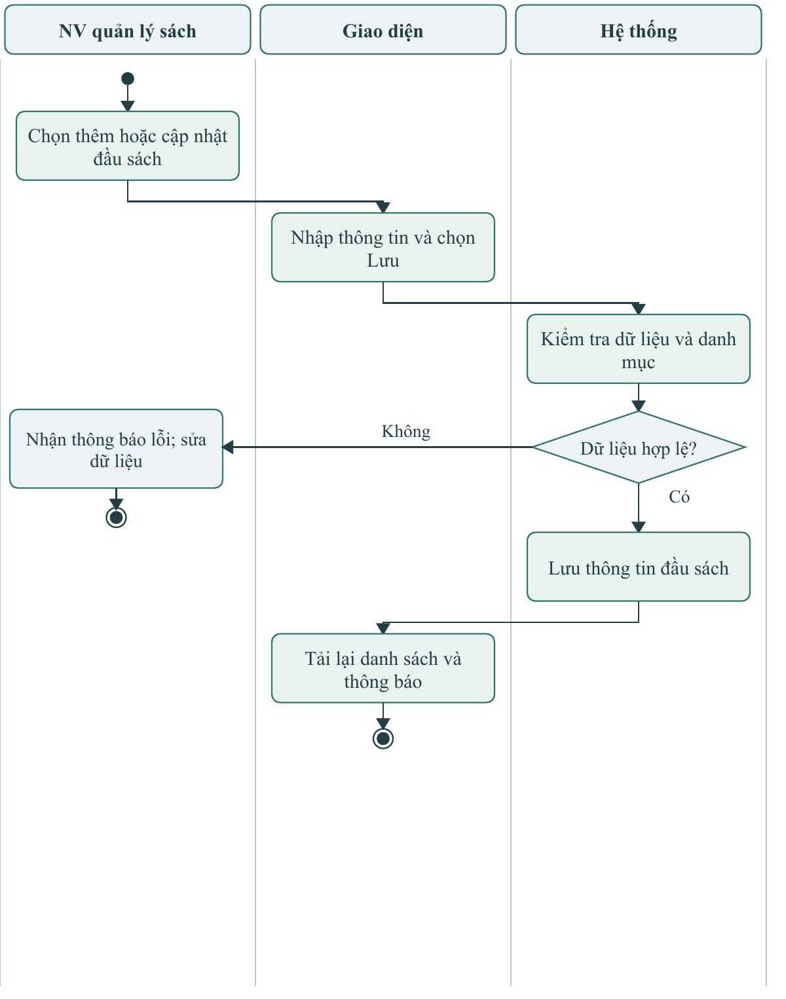 NV quản lý sách
Giao diện
Hệ thống
Chọn thêm hoặc cập nhật
đầu sách
Nhập thông tin và chọn
Lưu
Kiểm tra dữ liệu và danh
mục
Nhận thông báo lỗi; sửa
dữ liệu
Không
Dữ liệu hợp lệ?
Có
Lưu thông tin đầu sách
Tải lại danh sách và
thông báo